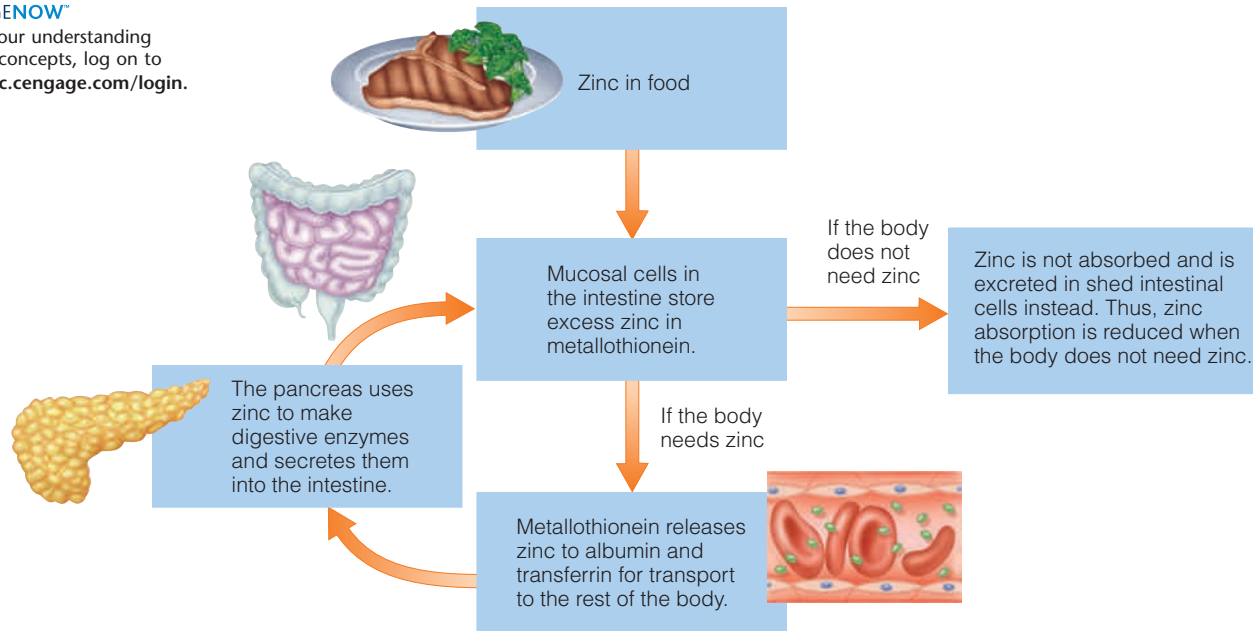 ENOW™
our understanding
concepts, log on to
c.cengage.com/login.
Zinc in food
If the body
does not
need zinc
Mucosal cells in
the intestine store
excess zinc in
metallothionein.
Zinc is not absorbed and is
excreted in shed intestinal
cells instead. Thus, zinc
absorption is reduced when
the body does not need zinc.
The pancreas uses
zinc to make
digestive enzymes
and secretes them
into the intestine.
If the body
needs zinc
Metallothionein releases
zinc to albumin and
transferrin for transport
to the rest of the body.